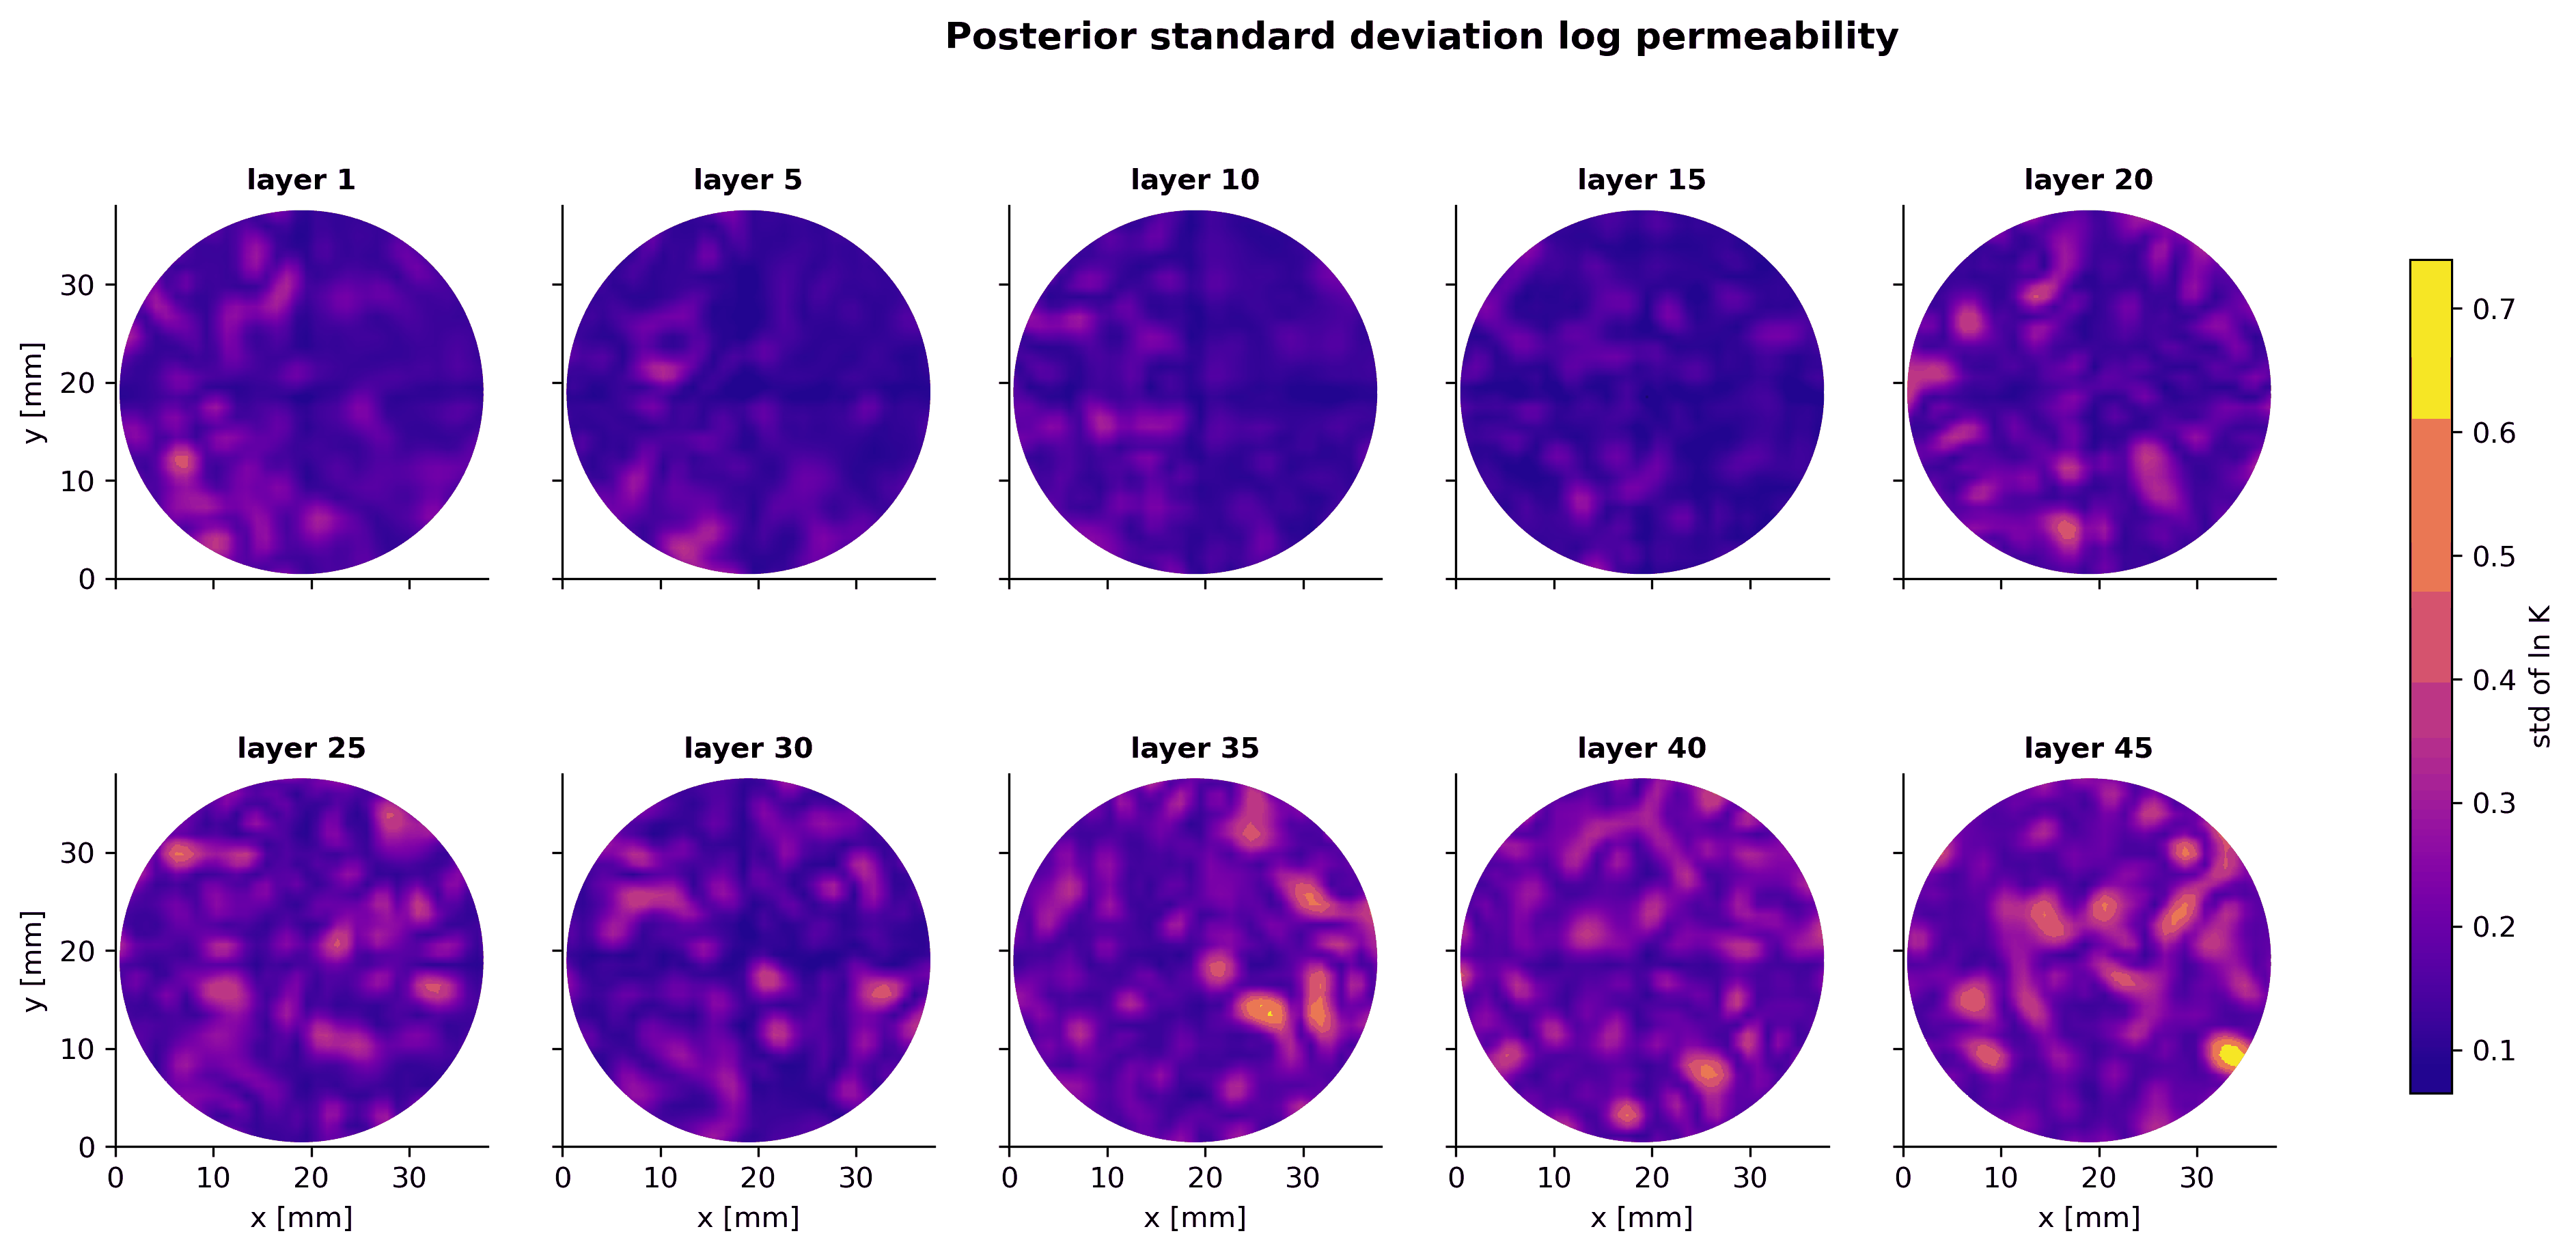 Posterior standard deviation log permeability
layer 1
layer 5
layer 10
layer 15
layer 20
y [mm]
30
20
10
0
layer 25
layer 30
layer 35
layer 40
layer 45
y [mm]
30
20
10
0
0 10 20 30
0 10 20 30
0 10 20 30
0 10 20 30
0 10 20 30
x [mm]
x [mm]
x [mm]
x [mm]
x [mm]
0.7
0.6
0.5
0.4
0.3
0.2
0.1
std of ln K